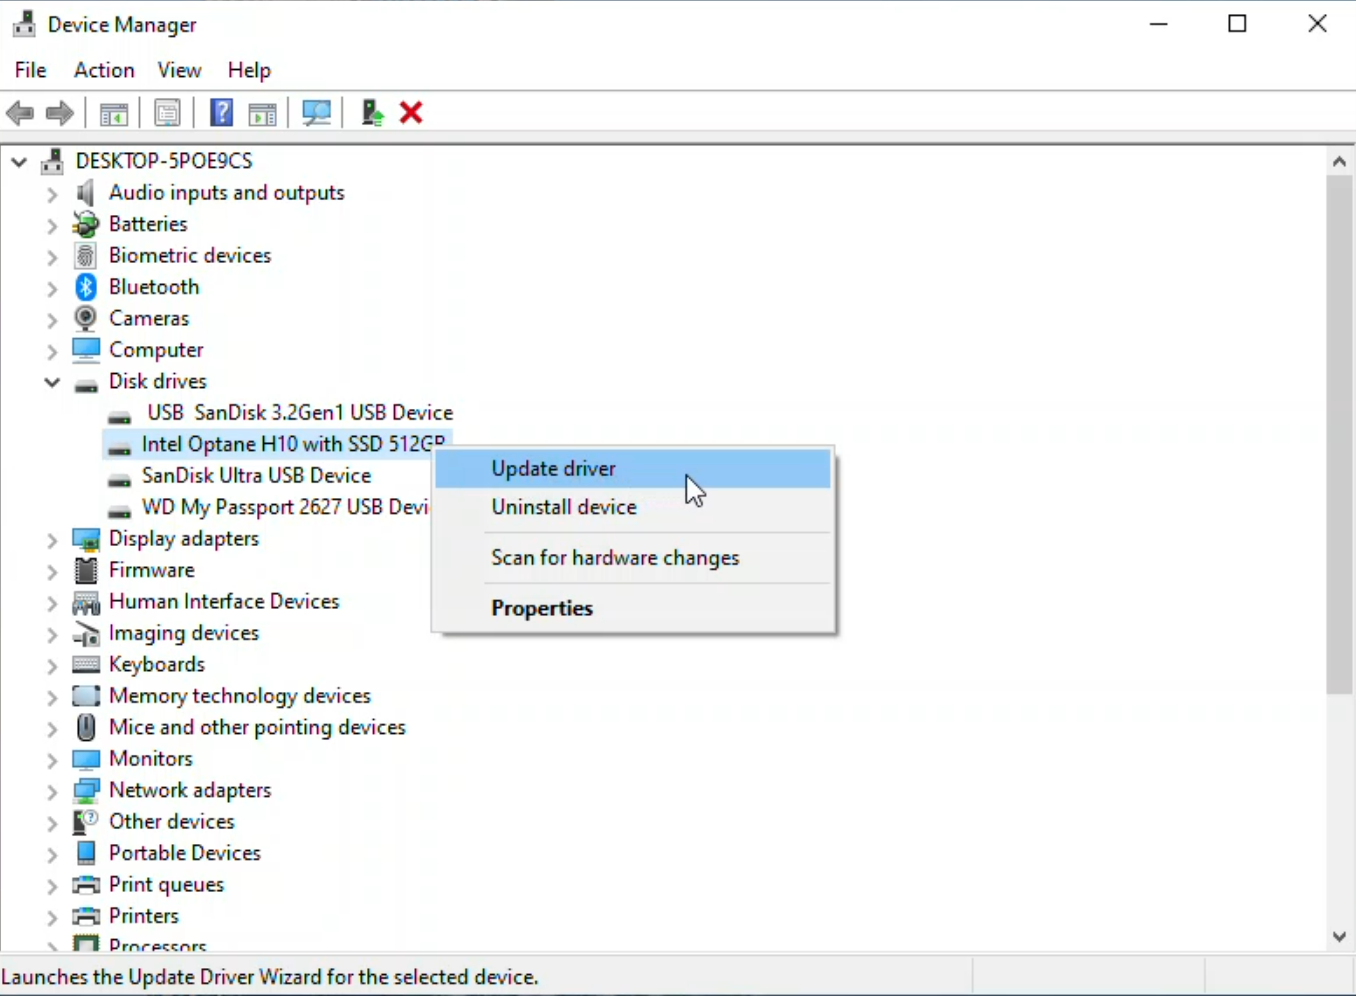 Device Manager
File Action View Help
DESKTOP-5POE9CS
Audio inputs and outputs
Batteries
Biometric devices
Bluetooth
Cameras
Computer
Disk drives
USB SanDisk 3.2Gen1 USB Device
Intel Optane H10 with SSD 512GB
Update driver
SanDisk Ultra USB Device
Uninstall device
WD My Passport 2627 USB Devi
Display adapters
Scan for hardware changes
Firmware
Human Interface Devices
Properties
Imaging devices
Keyboards
Memory technology devices
Mice and other pointing devices
Monitors
Network adapters
Other devices
Portable Devices
Print queues
Printers
Processors
Launches the Update Driver Wizard for the selected device.